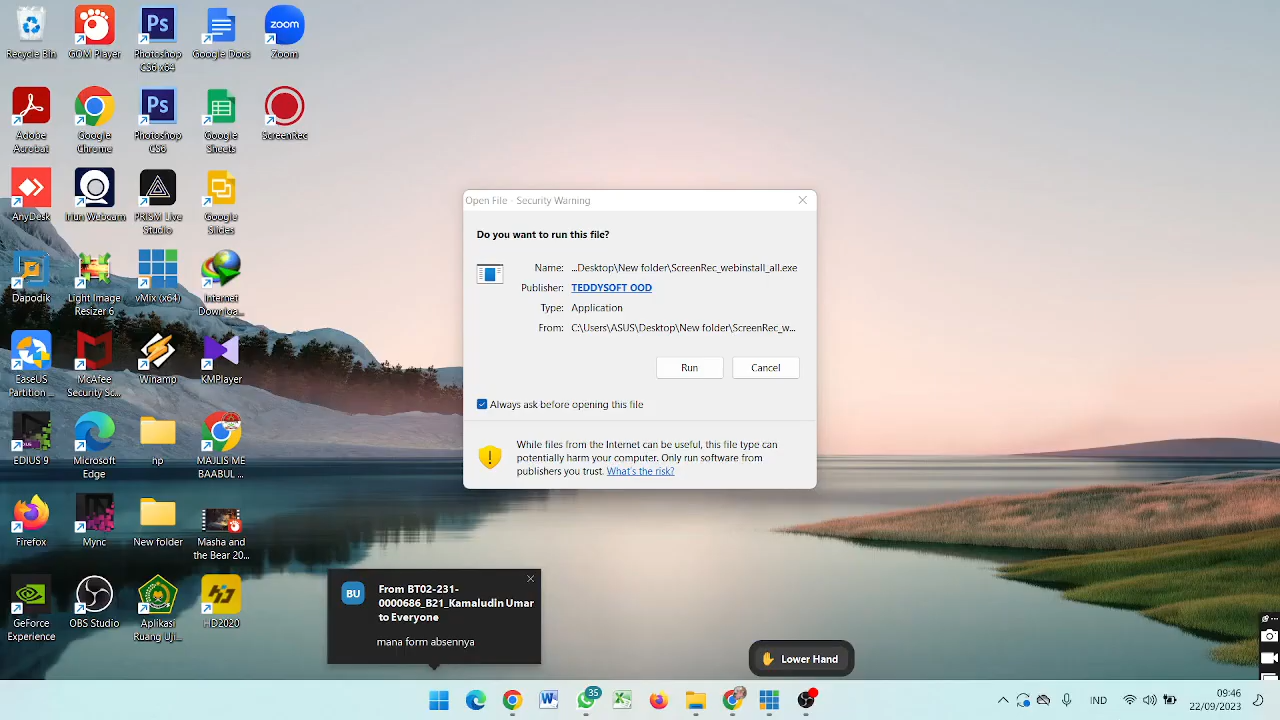 Recycle Bin
GOM Player
Photoshop
CS6 x64
Google Docs
zoom
Zoom
Adobe
Acrobat
Google
Chrome
Ps
Photoshop
CS6
Google
Sheets
ScreenRec
AnyDesk
Iriun Webcam
PRISM Live
Studio
Google
Slides
Dapodik
Light Image
Resizer 6
vMix (x64)
Internet
Downloa...
EaseUS
Partition ...
McAfee
Security Sc...
Winamp
KMPlayer
EDIUS 9
Microsoft
Edge
hp
MAJLIS ME
BAABUL ...
Firefox
Mync
New folder
Masha and
the Bear 20...
GeForce
Experience
OBS Studio
Aplikasi
Ruang Uji...
HD2020
Open File - Security Warning
Do you want to run this file?
Name: ...Desktop\New folder\ScreenRec_webinstall_all.exe
Publisher: TEDDYSOFT OOD
Type: Application
From: C:\Users\ASUS\Desktop\New folder\ScreenRec_w...
Run
Cancel
Always ask before opening this file
While files from the Internet can be useful, this file type can
potentially harm your computer. Only run software from
publishers you trust. What's the risk?
BU
From BT02-231-
0000686_B21_Kamaludin Umar
to Everyone
mana form absennya
Lower Hand
35
IND
09:46
22/09/2023